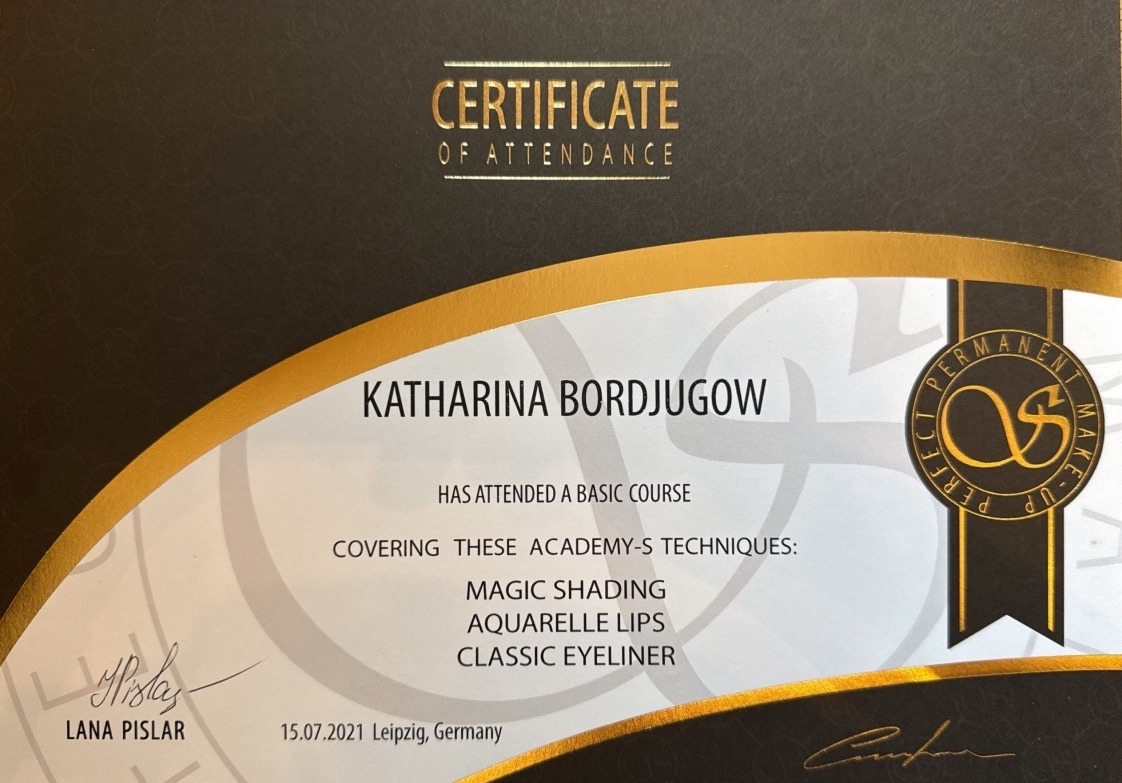 CERTIFICATE
OF ATTENDANCE
KATHARINA BORDJUGOW
HAS ATTENDED A BASIC COURSE
COVERING THESE ACADEMY-S TECHNIQUES:
MAGIC SHADING
AQUARELLE LIPS
CLASSIC EYELINER
PERFECT PERMANENT MAKE-UP
LANA PISLAR
15.07.2021 Leipzig, Germany